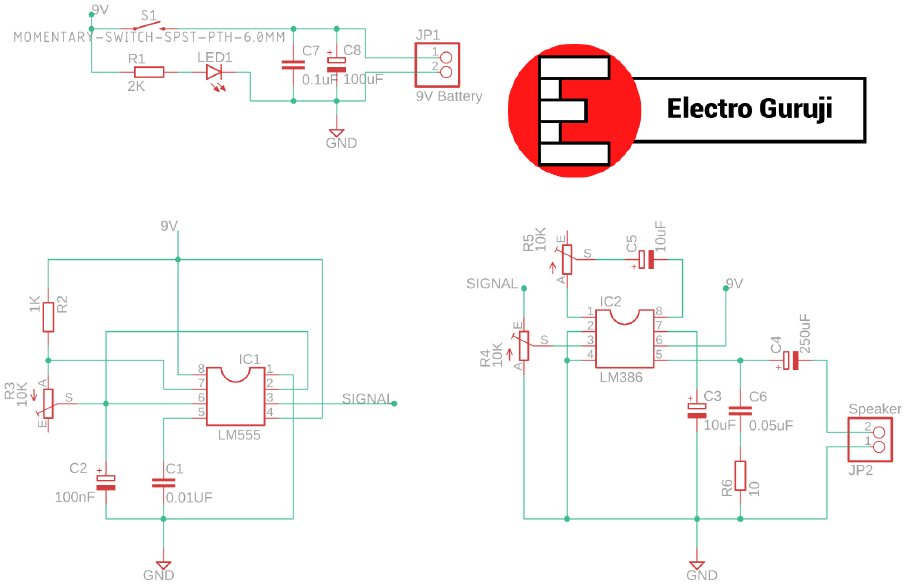 9V
S1
MOMENTARY-SWITCH-SPST-PTH-6.0MM
R1
2K
LED1
C7
0.1uF
+
C8
100uF
JP1
1
2
9V Battery
GND
Electro Guruji
9V
1K
R2
R3
10K
A
S
E
IC1
8
7
6
5
1
2
3
4
LM555
SIGNAL
C2
+
100nF
C1
0.01UF
GND
R5
10K
E
S
A
C5
+
10uF
SIGNAL
R4
10K
E
S
A
IC2
1
2
3
4
8
7
6
5
LM386
9V
C4
+
250uF
C3
+
10uF
C6
0.05uF
R6
10
Speaker
2
1
JP2
GND